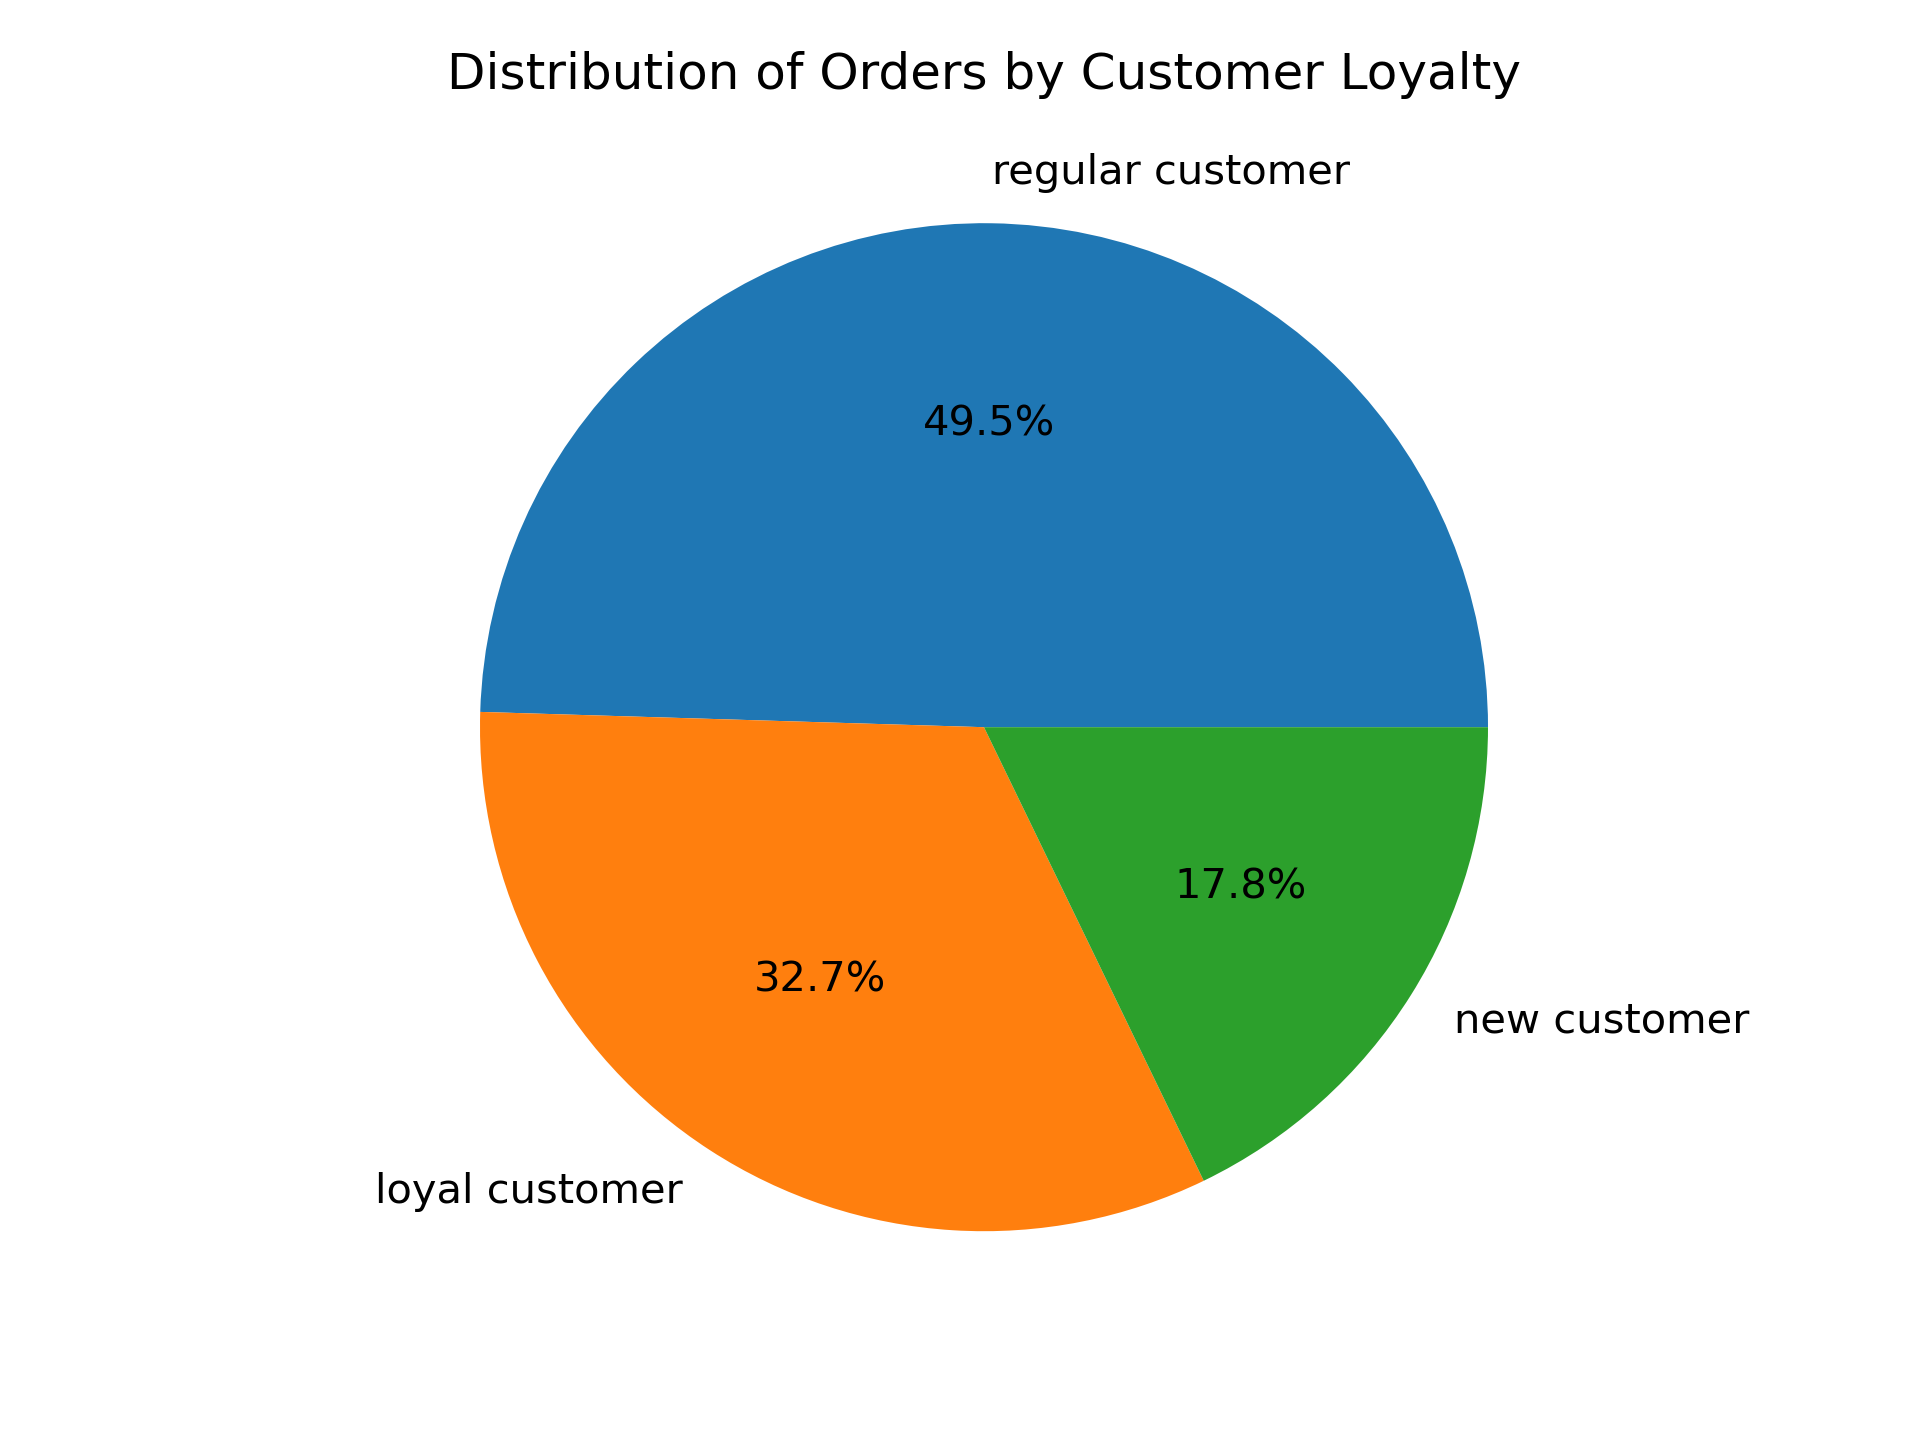 Distribution of Orders by Customer Loyalty
regular customer
49.5%
17.8%
32.7%
new customer
loyal customer